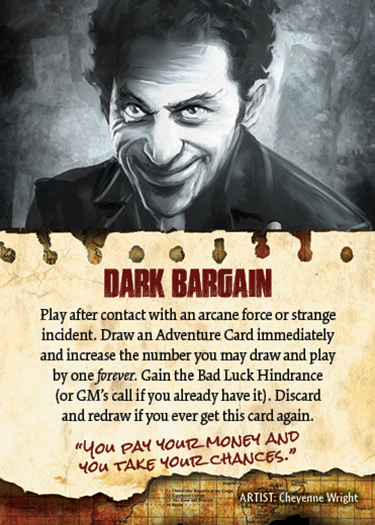 DARK BARGAIN
Play after contact with an arcane force or strange
incident. Draw an Adventure Card immediately
and increase the number you may draw and play
by one forever. Gain the Bad Luck Hindrance
(or GM's call if you already have it). Discard
and redraw if you ever get this card again.
“You pay your money and
you take your chances.”
ARTIST: Cheyenne Wright